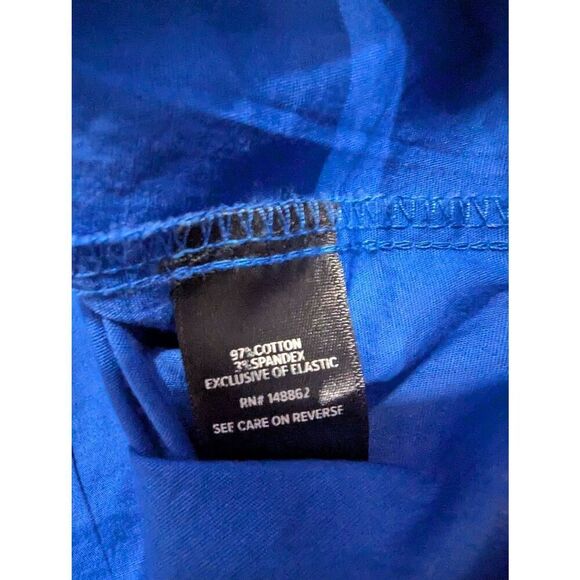 97%COTTON
3%SPANDEX
EXCLUSIVE OF ELASTIC
RN# 148862
SEE CARE ON REVERSE